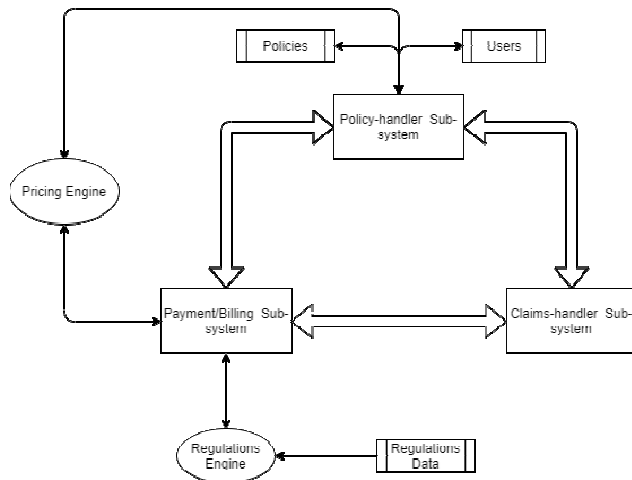 Policies
Users
Policy-handler Sub-
system
Pricing Engine
Payment/Billing Sub-
system
Claims-handler Sub-
system
Regulations
Engine
Regulations
Data